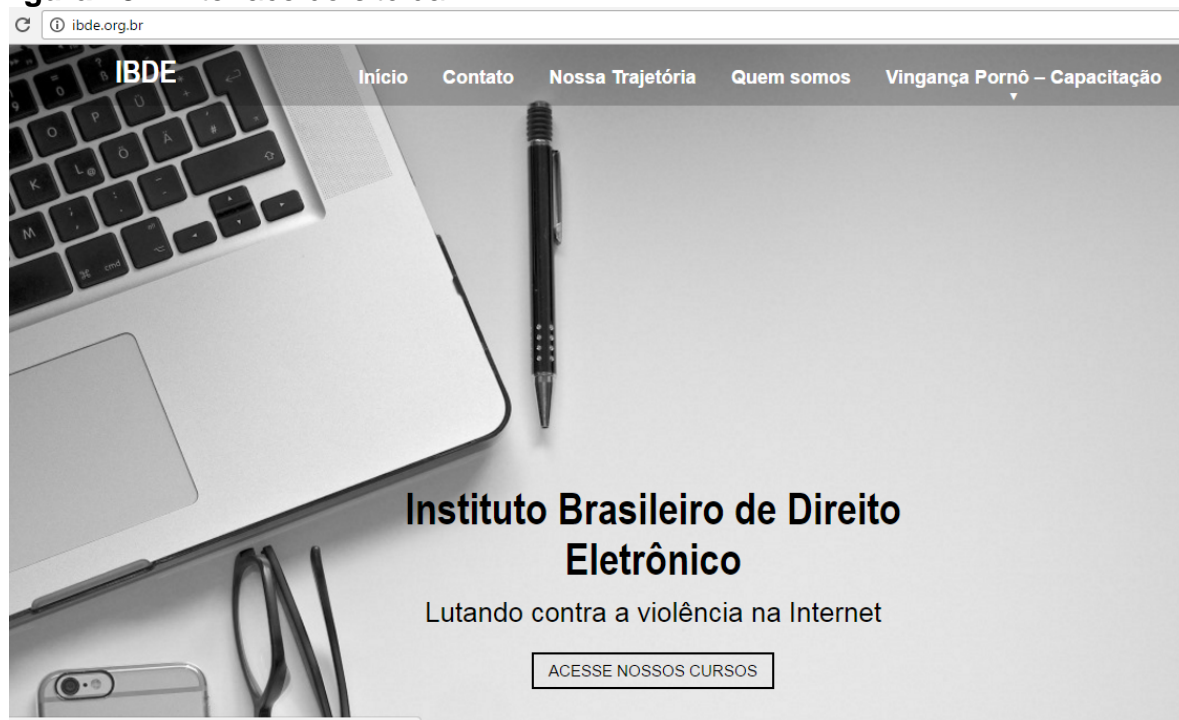 ibde.org.br
IBDE
Início Contato Nossa Trajetória Quem somos Vingança Pornô – Capacitação
Instituto Brasileiro de Direito
Eletrônico
Lutando contra a violência na Internet
ACESSE NOSSOS CURSOS